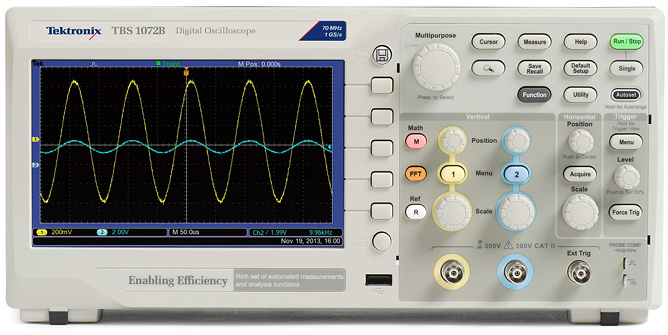 Tektronix TBS 1072B Digital Oscilloscope 70 MHz
1 GS/s
Tek Trig'd M Pos: 0.000s
1
2
1 200mV 2 2.00V M 50.0us Ch2 / 1.99V 9.96kHz
Nov 19, 2013, 16:00
Enabling Efficiency
Rich set of automated measurements
and analysis functions
Multipurpose
Press to Select
Cursor Measure Help Run / Stop
Save
Recall
Default
Setup
Single
Function Utility Autoset
Hold for Autorange
Vertical Horizontal Trigger
Math
M
FFT
Ref
R
Position
1 Menu 2
Scale
Position
Push to Center
Acquire
Scale
Hold for
Trigger View
Menu
Level
Push to Set 50%
Force Trig
300V 300V CAT II Ext Trig
PROBE COMP